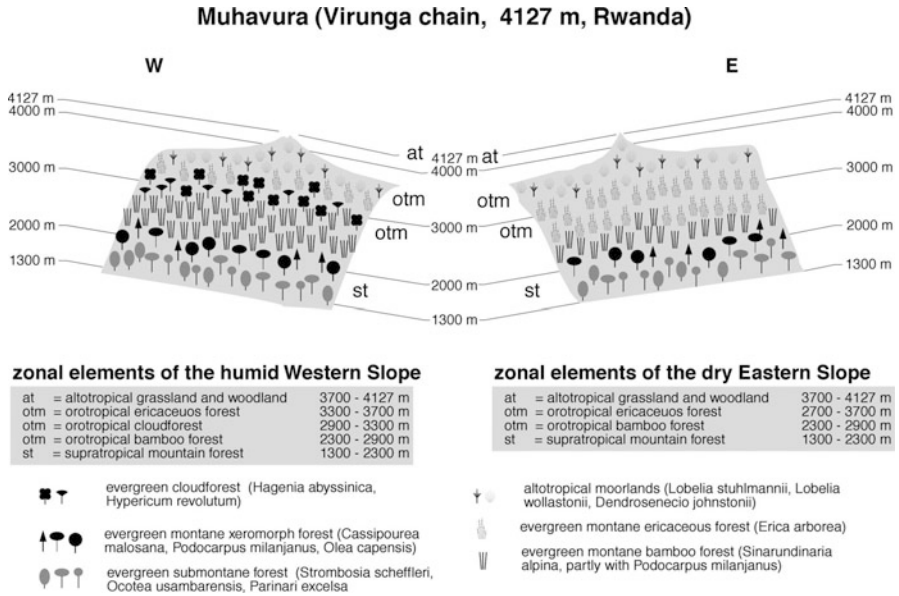 Muhavura (Virunga chain, 4127 m, Rwanda)
W
E
4127 m
4000 m
3000 m
2000 m
1300 m
at
otm
otm
st
4127 m
4000 m
3000 m
2000 m
1300 m
at
otm
otm
4127 m
4000 m
3000 m
2000 m
1300 m
zonal elements of the humid Western Slope
at = altotropical grassland and woodland 3700 - 4127 m
otm = orotropical ericaceuos forest 3300 - 3700 m
otm = orotropical cloudforest 2900 - 3300 m
otm = orotropical bamboo forest 2300 - 2900 m
st = supratropical mountain forest 1300 - 2300 m
evergreen cloudforest (Hagenia abyssinica,
Hypericum revolutum)
evergreen montane xeromorph forest (Cassipourea
malosana, Podocarpus milanjanus, Olea capensis)
evergreen submontane forest (Strombosia scheffleri,
Ocotea usambarensis, Parinari excelsa
zonal elements of the dry Eastern Slope
at = altotropical grassland and woodland 3700 - 4127 m
otm = orotropical ericaceuos forest 2700 - 3700 m
otm = orotropical bamboo forest 2300 - 2900 m
st = supratropical mountain forest 1300 - 2300 m
altotropical moorlands (Lobelia stuhlmannii, Lobelia
wollastonii, Dendrosenecio johnstonii)
evergreen montane ericaceous forest (Erica arborea)
evergreen montane bamboo forest (Sinarundinaria
alpina, partly with Podocarpus milanjanus)